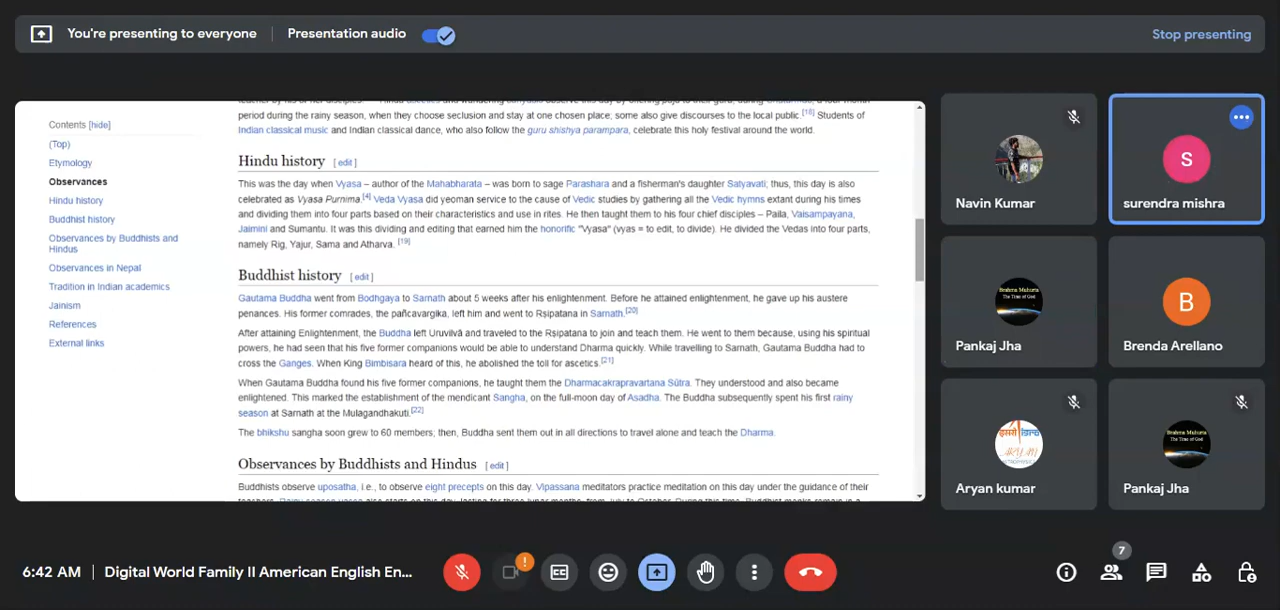 You're presenting to everyone
Presentation audio
Stop presenting
Contents [hide]
(Top)
Etymology
Observances
Hindu history
Buddhist history
Observances by Buddhists and
Hindus
Observances in Nepal
Tradition in Indian academics
Jainism
References
External links
period during the rainy season, when they choose seclusion and stay at one chosen place; some also give discourses to the local public.[18] Students of
Indian classical music and Indian classical dance, who also follow the guru shishya parampara, celebrate this holy festival around the world.
Hindu history [ edit ]
This was the day when Vyasa – author of the Mahabharata – was born to sage Parashara and a fisherman's daughter Satyavati; thus, this day is also
celebrated as Vyasa Purnima.[4] Veda Vyasa did yeoman service to the cause of Vedic studies by gathering all the Vedic hymns extant during his times
and dividing them into four parts based on their characteristics and use in rites. He then taught them to his four chief disciples – Paila, Vaisampayana,
Jaimini and Sumantu. It was this dividing and editing that earned him the honorific "Vyasa" (vyas = to edit, to divide). He divided the Vedas into four parts,
namely Rig, Yajur, Sama and Atharva. [19]
Buddhist history [ edit ]
Gautama Buddha went from Bodhgaya to Sarnath about 5 weeks after his enlightenment. Before he attained enlightenment, he gave up his austere
penances. His former comrades, the pañcavargika, left him and went to Ṛṣipatana in Sarnath.[20]
After attaining Enlightenment, the Buddha left Uruvilvā and traveled to the Ṛṣipatana to join and teach them. He went to them because, using his spiritual
powers, he had seen that his five former companions would be able to understand Dharma quickly. While travelling to Sarnath, Gautama Buddha had to
cross the Ganges. When King Bimbisara heard of this, he abolished the toll for ascetics.[21]
When Gautama Buddha found his five former companions, he taught them the Dharmacakrapravartana Sūtra. They understood and also became
enlightened. This marked the establishment of the mendicant Sangha, on the full-moon day of Asadha. The Buddha subsequently spent his first rainy
season at Sarnath at the Mulagandhakuti.[22]
The bhikshu sangha soon grew to 60 members; then, Buddha sent them out in all directions to travel alone and teach the Dharma.
Observances by Buddhists and Hindus [ edit ]
Buddhists observe uposatha, i.e., to observe eight precepts on this day. Vipassana meditators practice meditation on this day under the guidance of their
Navin Kumar
S
surendra mishra
Brahma Muhurta
The Time of God
Pankaj Jha
B
Brenda Arellano
Aryan kumar
Brahma Muhurta
The Time of God
Pankaj Jha
6:42 AM | Digital World Family II American English En...
!
CC
7